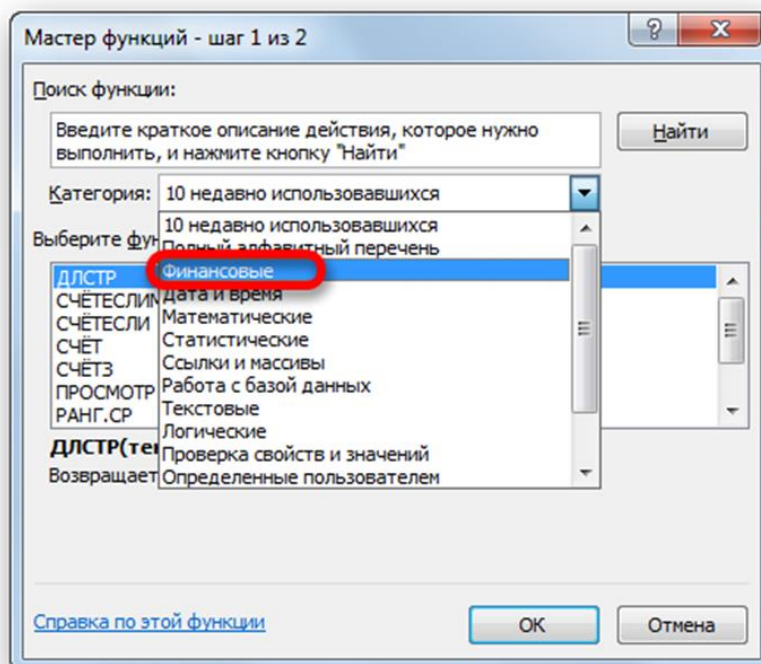 Мастер функций - шаг 1 из 2
Поиск функции:
Введите краткое описание действия, которое нужно
выполнить, и нажмите кнопку "Найти"
Найти
Категория: 10 недавно использовавшихся
10 недавно использовавшихся
Выберите
Полный алфавитный перечень
ДЛСТР
Финансовые
Дата и время
СЧЁТЕСЛИ
Математические
СЧЁТ
Статистические
СЧЁТЗ
Ссылки и массивы
ПРОСМОТР
Работа с базой данных
РАНГ.СР
Текстовые
Логические
Проверка свойств и значений
Возвращает
Определенные пользователем
Справка по этой функции
ОК
Отмена